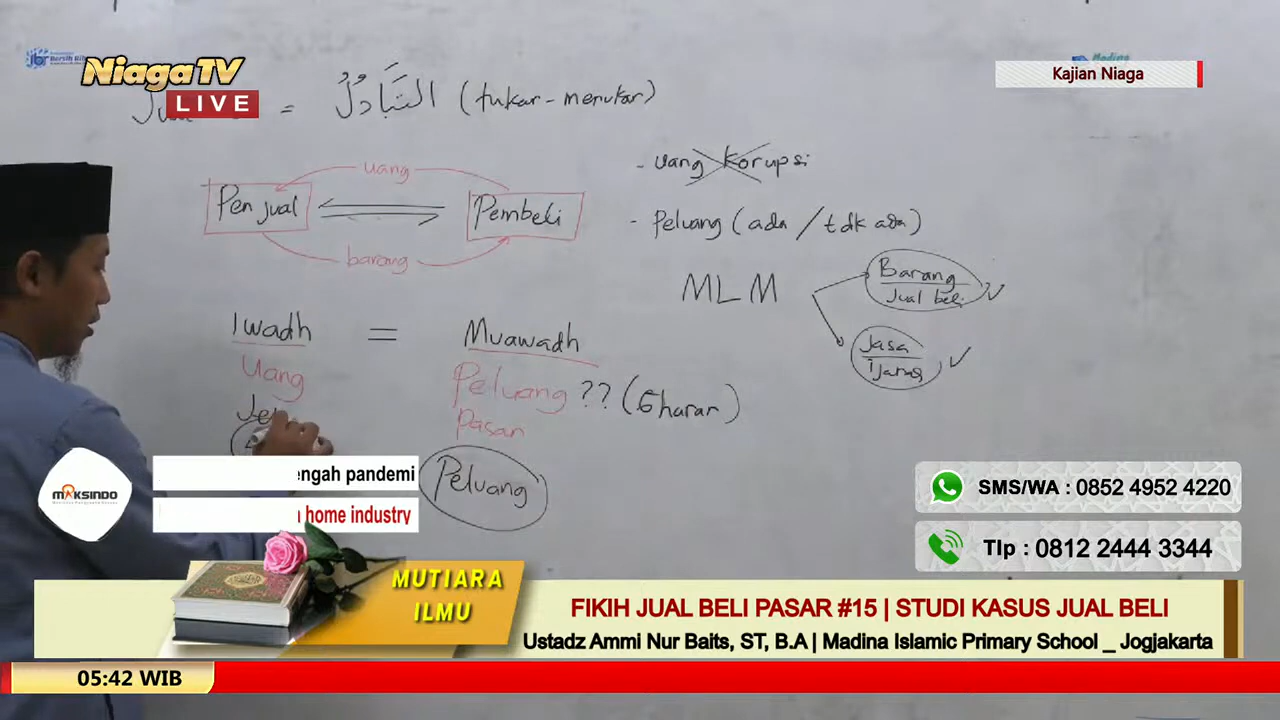 NiagaTV
LIVE
Kajian Niaga
= التَّبَادُلُ (tukar-menukar)
uang
Penjual
Pembeli
barang
- Uang Korupsi
- Peluang (ada / tdk ada)
MLM
Barang
Jual beli
Jasa
Ijarah
Iwadh = Muawadh
Uang
Peluang ?? (Gharar)
Pasar
Peluang
MAKSINDO
engah pandemi
home industry
SMS/WA : 0852 4952 4220
Tlp : 0812 2444 3344
MUTIARA
ILMU
FIKIH JUAL BELI PASAR #15 | STUDI KASUS JUAL BELI
Ustadz Ammi Nur Baits, ST, B.A | Madina Islamic Primary School _ Jogjakarta
05:42 WIB